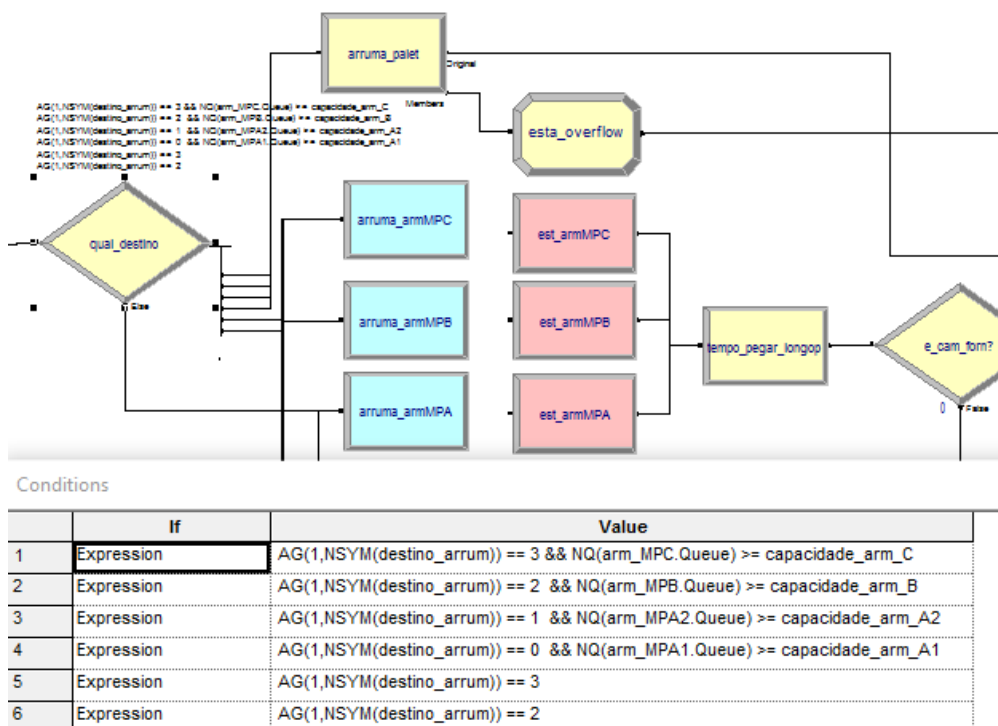 arruma_palet
Original
Members
esta_overflow
AG(1,NSYM(destino_arrum)) == 3 && NQ(arm_MPC.Queue) >= capacidade_arm_C
AG(1,NSYM(destino_arrum)) == 2 && NQ(arm_MPB.Queue) >= capacidade_arm_B
AG(1,NSYM(destino_arrum)) == 1 && NQ(arm_MPA2.Queue) >= capacidade_arm_A2
AG(1,NSYM(destino_arrum)) == 0 && NQ(arm_MPA1.Queue) >= capacidade_arm_A1
AG(1,NSYM(destino_arrum)) == 3
AG(1,NSYM(destino_arrum)) == 2
qual_destino
Else
arruma_armMPC
est_armMPC
arruma_armMPB
est_armMPB
tempo_pegar_longop
e_cam_forn?
arruma_armMPA
est_armMPA
0
False
Conditions
If Value
1 Expression AG(1,NSYM(destino_arrum)) == 3 && NQ(arm_MPC.Queue) >= capacidade_arm_C
2 Expression AG(1,NSYM(destino_arrum)) == 2 && NQ(arm_MPB.Queue) >= capacidade_arm_B
3 Expression AG(1,NSYM(destino_arrum)) == 1 && NQ(arm_MPA2.Queue) >= capacidade_arm_A2
4 Expression AG(1,NSYM(destino_arrum)) == 0 && NQ(arm_MPA1.Queue) >= capacidade_arm_A1
5 Expression AG(1,NSYM(destino_arrum)) == 3
6 Expression AG(1,NSYM(destino_arrum)) == 2